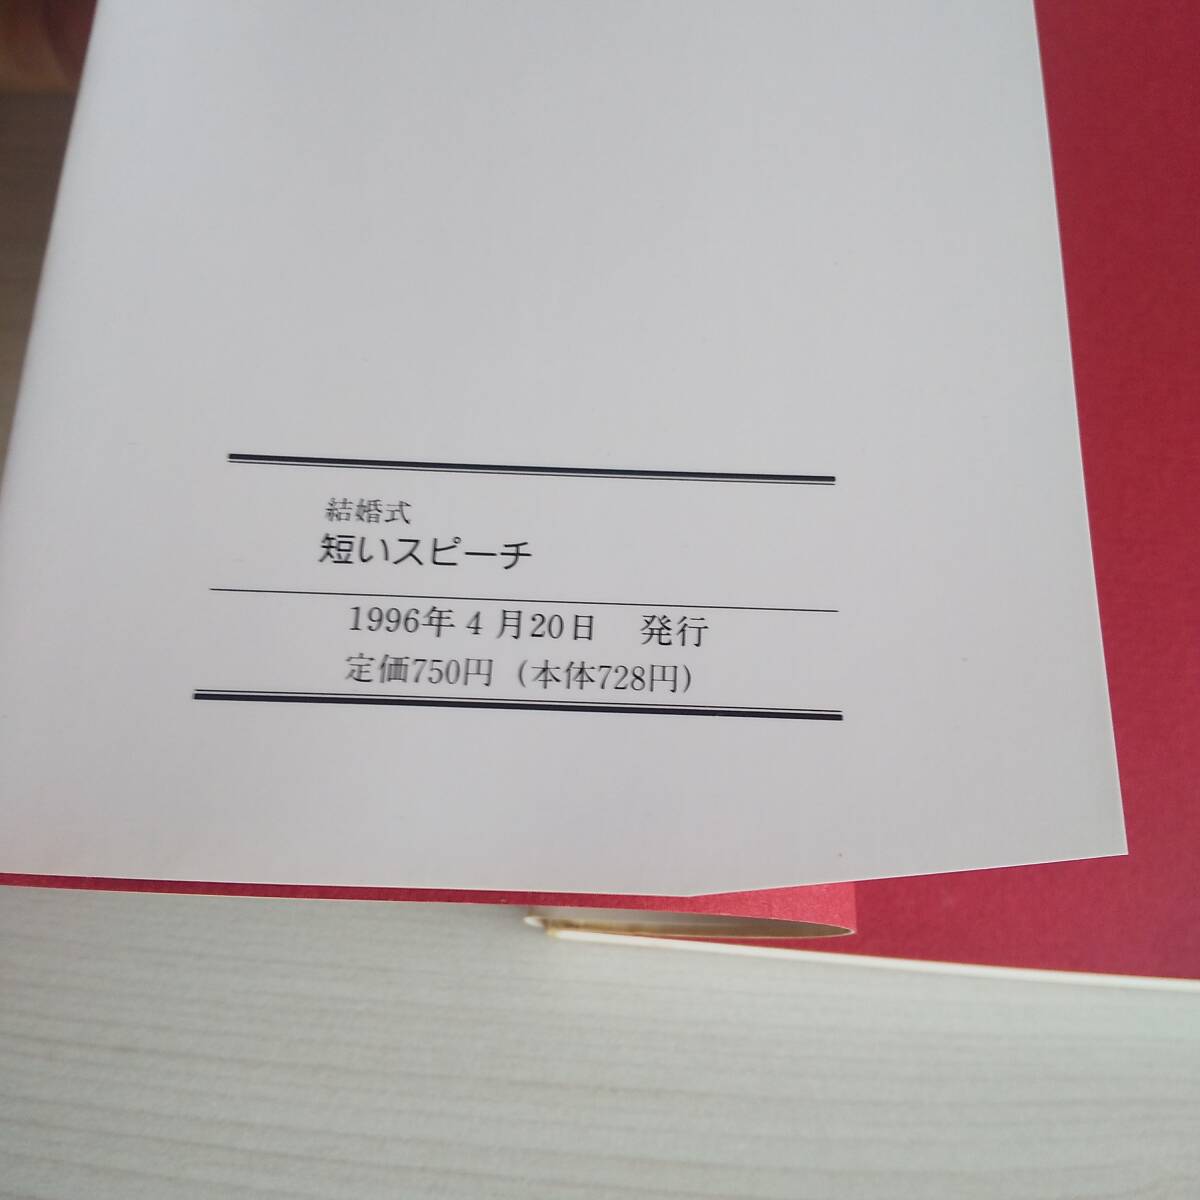 結婚式
短いスピーチ
1996年4月20日　発行
定価750円（本体728円）